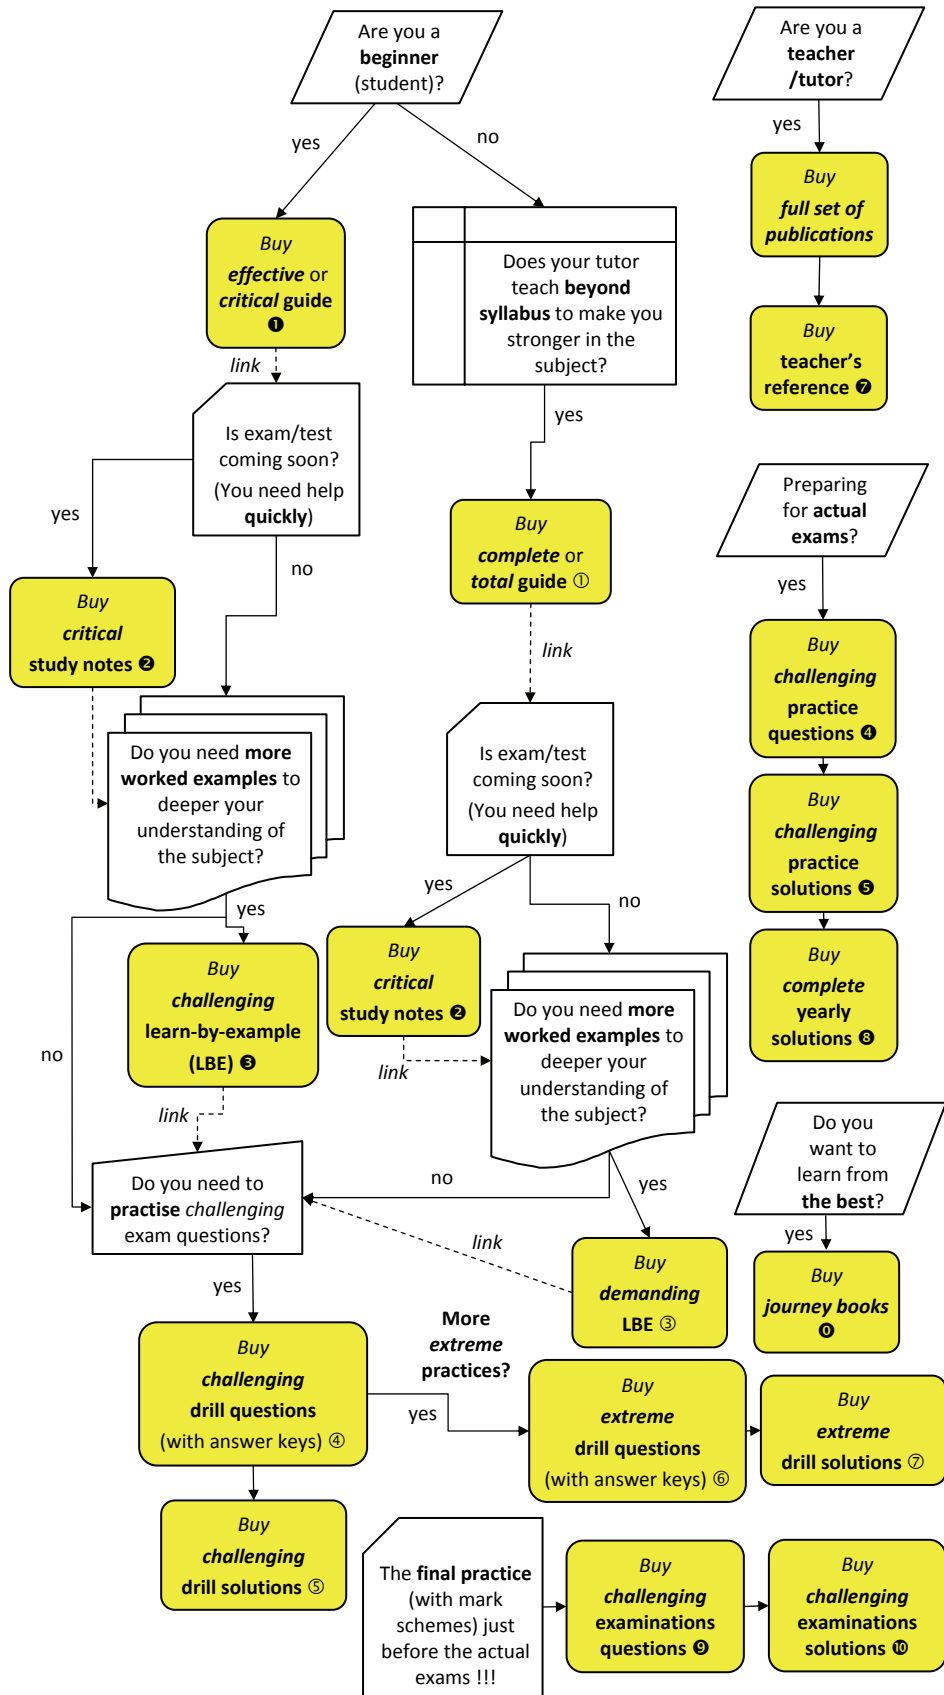 Are you a
beginner
(student)?
yes
no
Buy
effective or
critical guide
❶
link
Is exam/test
coming soon?
(You need help
quickly)
yes
no
Buy
critical
study notes ❷
Do you need more
worked examples to
deeper your
understanding of
the subject?
yes
no
Buy
challenging
learn-by-example
(LBE) ❸
link
Do you need to
practise challenging
exam questions?
yes
Buy
challenging
drill questions
(with answer keys) ④
Buy
challenging
drill solutions ⑤
Does your tutor
teach beyond
syllabus to make you
stronger in the
subject?
yes
Buy
complete or
total guide ①
link
Is exam/test
coming soon?
(You need help
quickly)
yes
no
Buy
critical
study notes ❷
link
Do you need more
worked examples to
deeper your
understanding of
the subject?
no
yes
link
Buy
demanding
LBE ③
More
extreme
practices?
yes
Buy
extreme
drill questions
(with answer keys) ⑥
Buy
extreme
drill solutions ⑦
The final practice
(with mark
schemes) just
before the actual
exams !!!
Buy
challenging
examinations
questions ❾
Buy
challenging
examinations
solutions ❿
Are you a
teacher
/tutor?
yes
Buy
full set of
publications
Buy
teacher's
reference ❼
Preparing
for actual
exams?
yes
Buy
challenging
practice
questions ❹
Buy
challenging
practice
solutions ❺
Buy
complete
yearly
solutions ❽
Do you
want to
learn from
the best?
yes
Buy
journey books
⓿